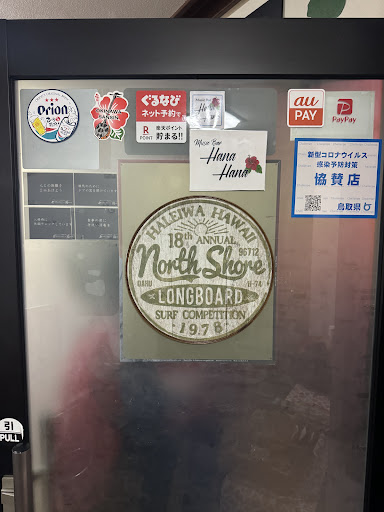 orion
ぐるなび
ネット予約で
R
POINT
楽天ポイント
貯まる!!
au
PAY
PayPay
Music Bar
Hana
Hana
新型コロナウイルス
感染予防対策
協賛店
鳥取県
HALEIWA HAWAII
18th ANNUAL
96712
North Shore
OAHU
H-74
LONGBOARD
SURF COMPETITION
1978
引
PULL